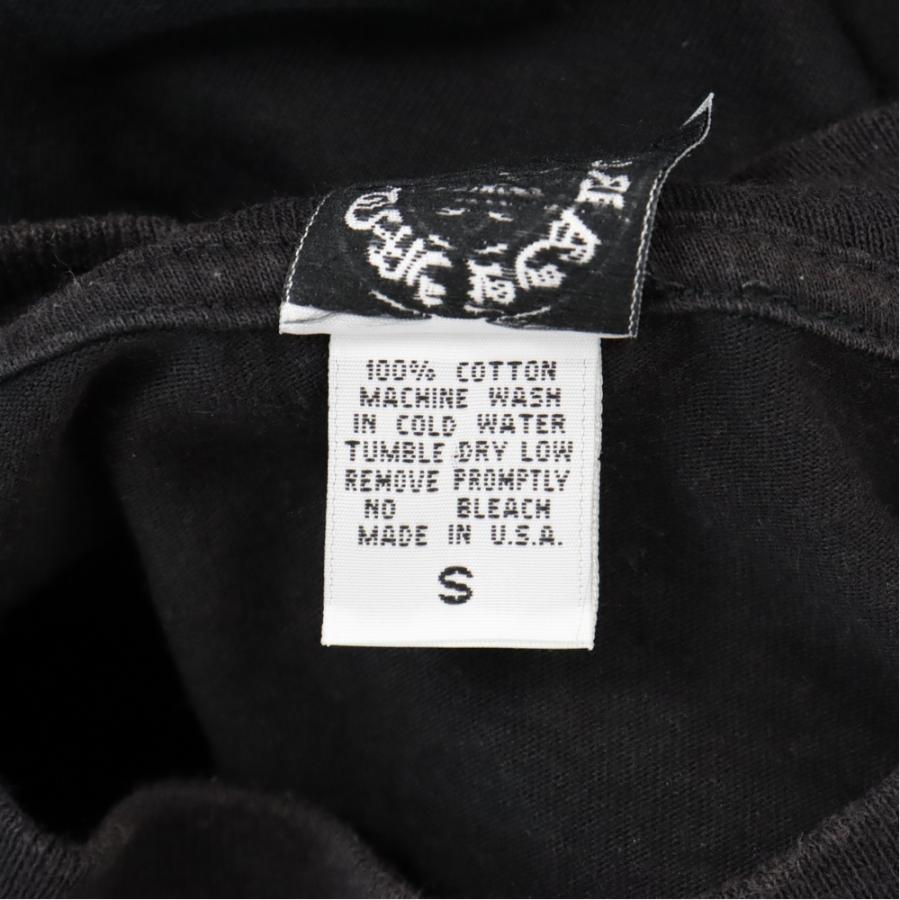 100% COTTON
MACHINE WASH
IN COLD WATER
TUMBLE DRY LOW
REMOVE PROMPTLY
NO BLEACH
MADE IN U.S.A.
S